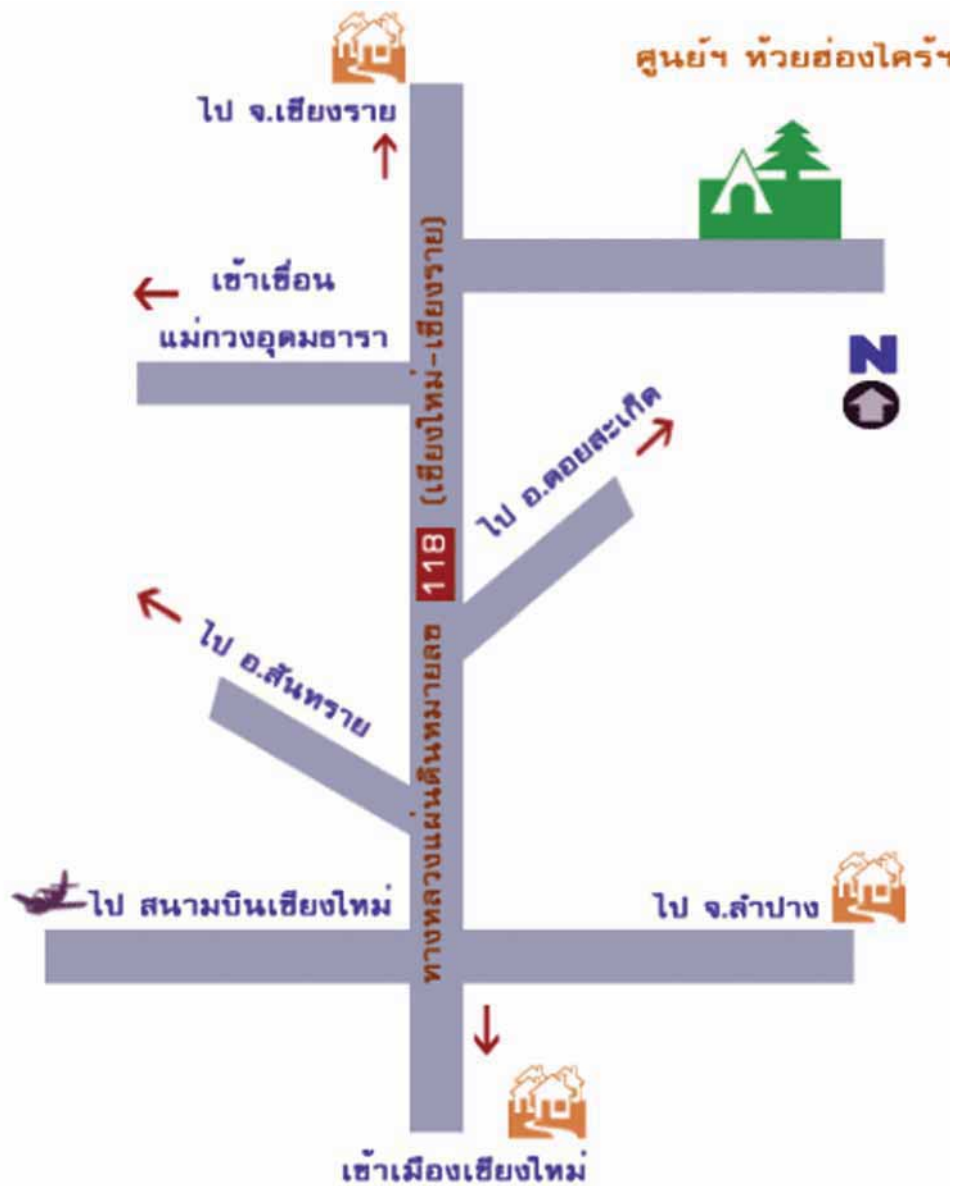 ศูนย์ฯ ห้วยฮ่องไคร้ฯ
ไป จ.เชียงราย
เข้าเขื่อน
แม่กวงอุดมธารา
N
ไป อ.ดอยสะเก็ด
ทางหลวงแผ่นดินหมายเลข 118 (เชียงใหม่-เชียงราย)
ไป อ.สันทราย
ไป สนามบินเชียงใหม่
ไป จ.ลำปาง
เข้าเมืองเชียงใหม่